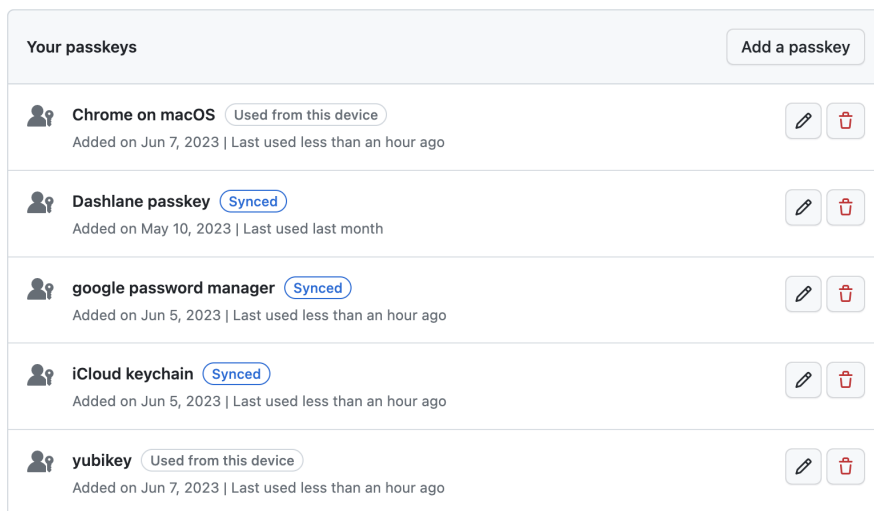 Your passkeys
Add a passkey
Chrome on macOS Used from this device
Added on Jun 7, 2023 | Last used less than an hour ago
Dashlane passkey Synced
Added on May 10, 2023 | Last used last month
google password manager Synced
Added on Jun 5, 2023 | Last used less than an hour ago
iCloud keychain Synced
Added on Jun 5, 2023 | Last used less than an hour ago
yubikey Used from this device
Added on Jun 7, 2023 | Last used less than an hour ago